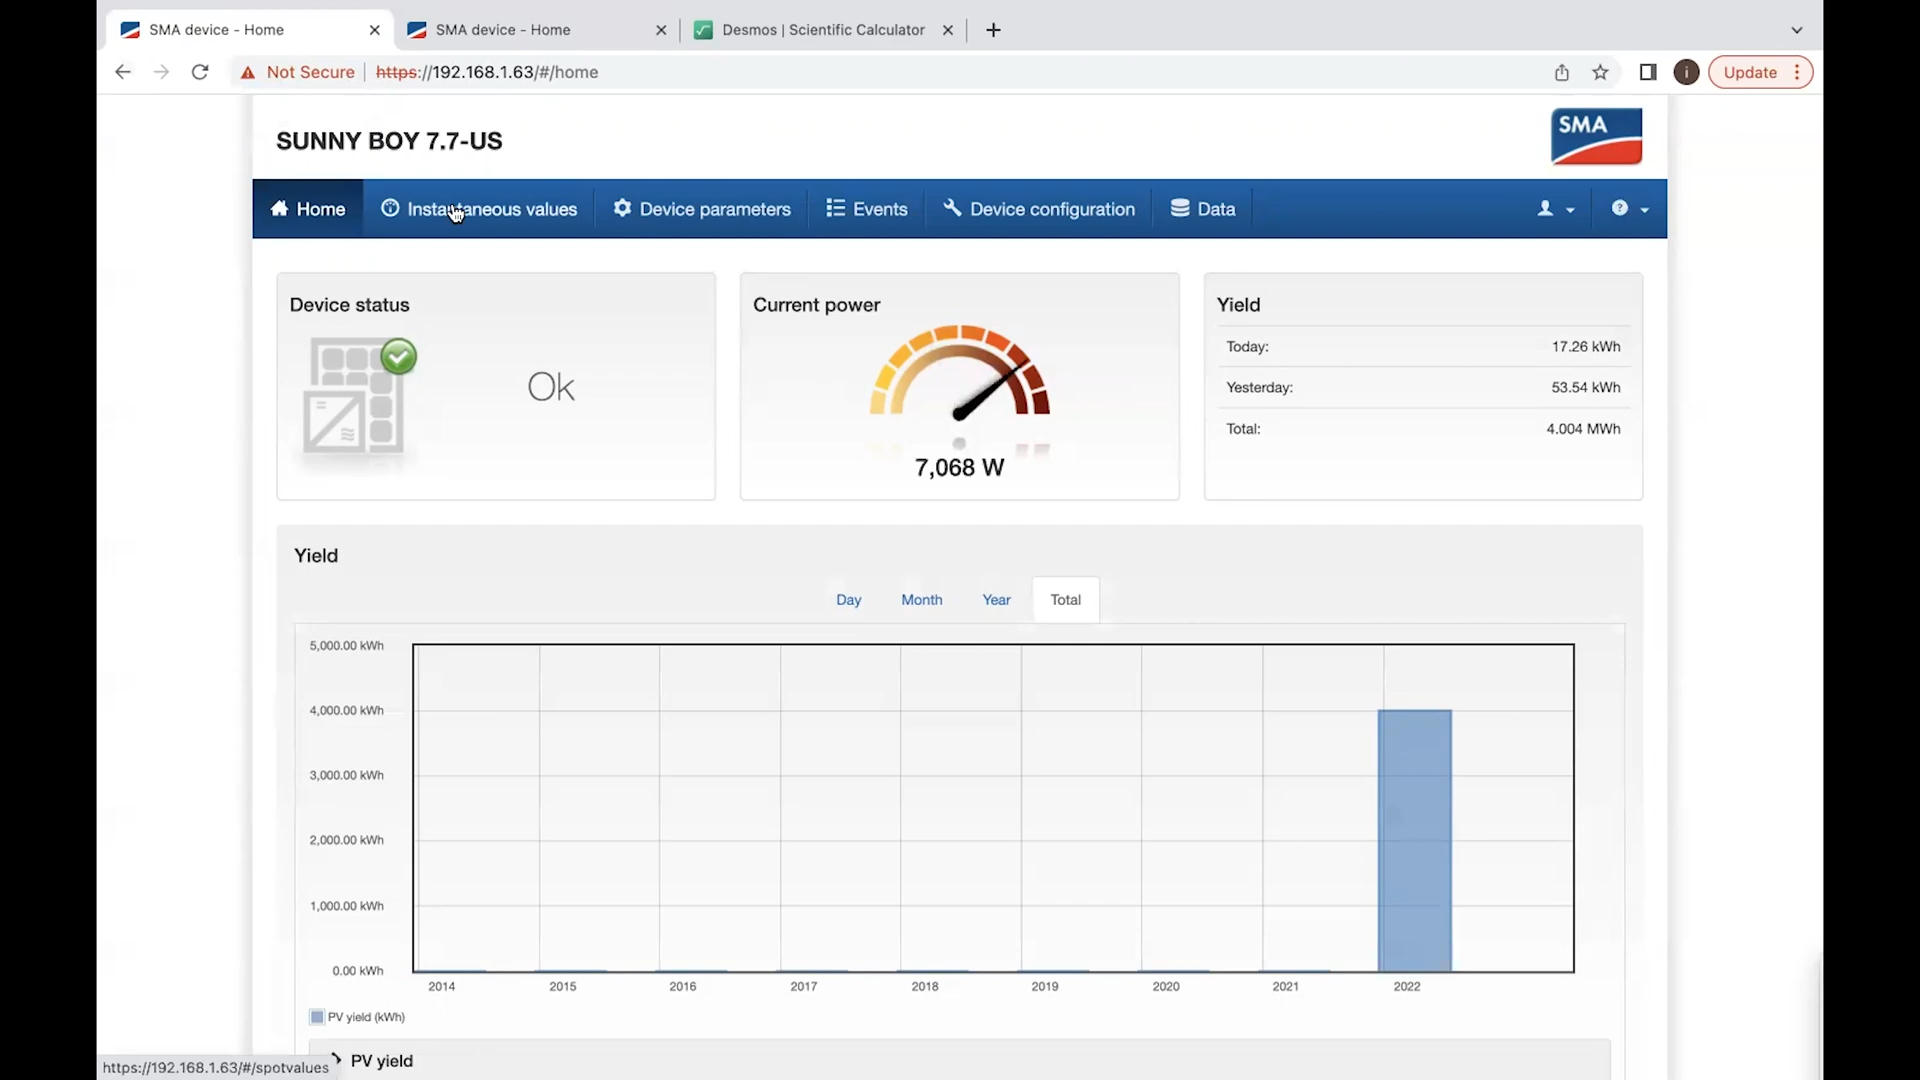 SMA device - Home
SMA device - Home
Desmos | Scientific Calculator
Not Secure
https://192.168.1.63/#/home
i
Update
SUNNY BOY 7.7-US
SMA
Home
Instantaneous values
Device parameters
Events
Device configuration
Data
?
Device status
Ok
Current power
7,068 W
Yield
Today: 17.26 kWh
Yesterday: 53.54 kWh
Total: 4.004 MWh
Yield
Day Month Year Total
5,000.00 kWh
4,000.00 kWh
3,000.00 kWh
2,000.00 kWh
1,000.00 kWh
0.00 kWh
2014 2015 2016 2017 2018 2019 2020 2021 2022
PV yield (kWh)
PV yield
https://192.168.1.63/#/spotvalues